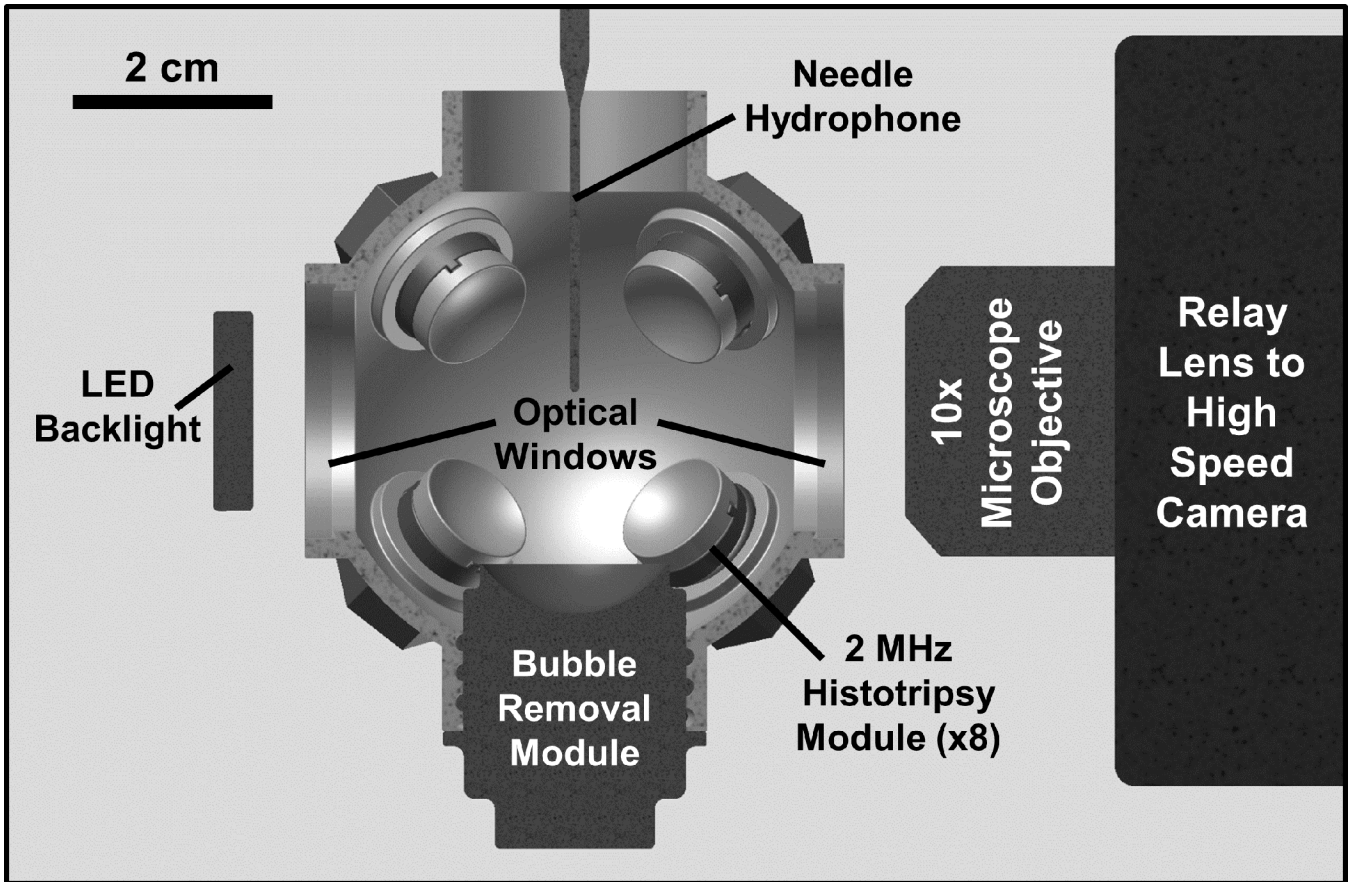 2 cm
Needle
Hydrophone
LED
Backlight
Optical
Windows
10x
Microscope
Objective
Relay
Lens to
High
Speed
Camera
Bubble
Removal
Module
2 MHz
Histotripsy
Module (x8)